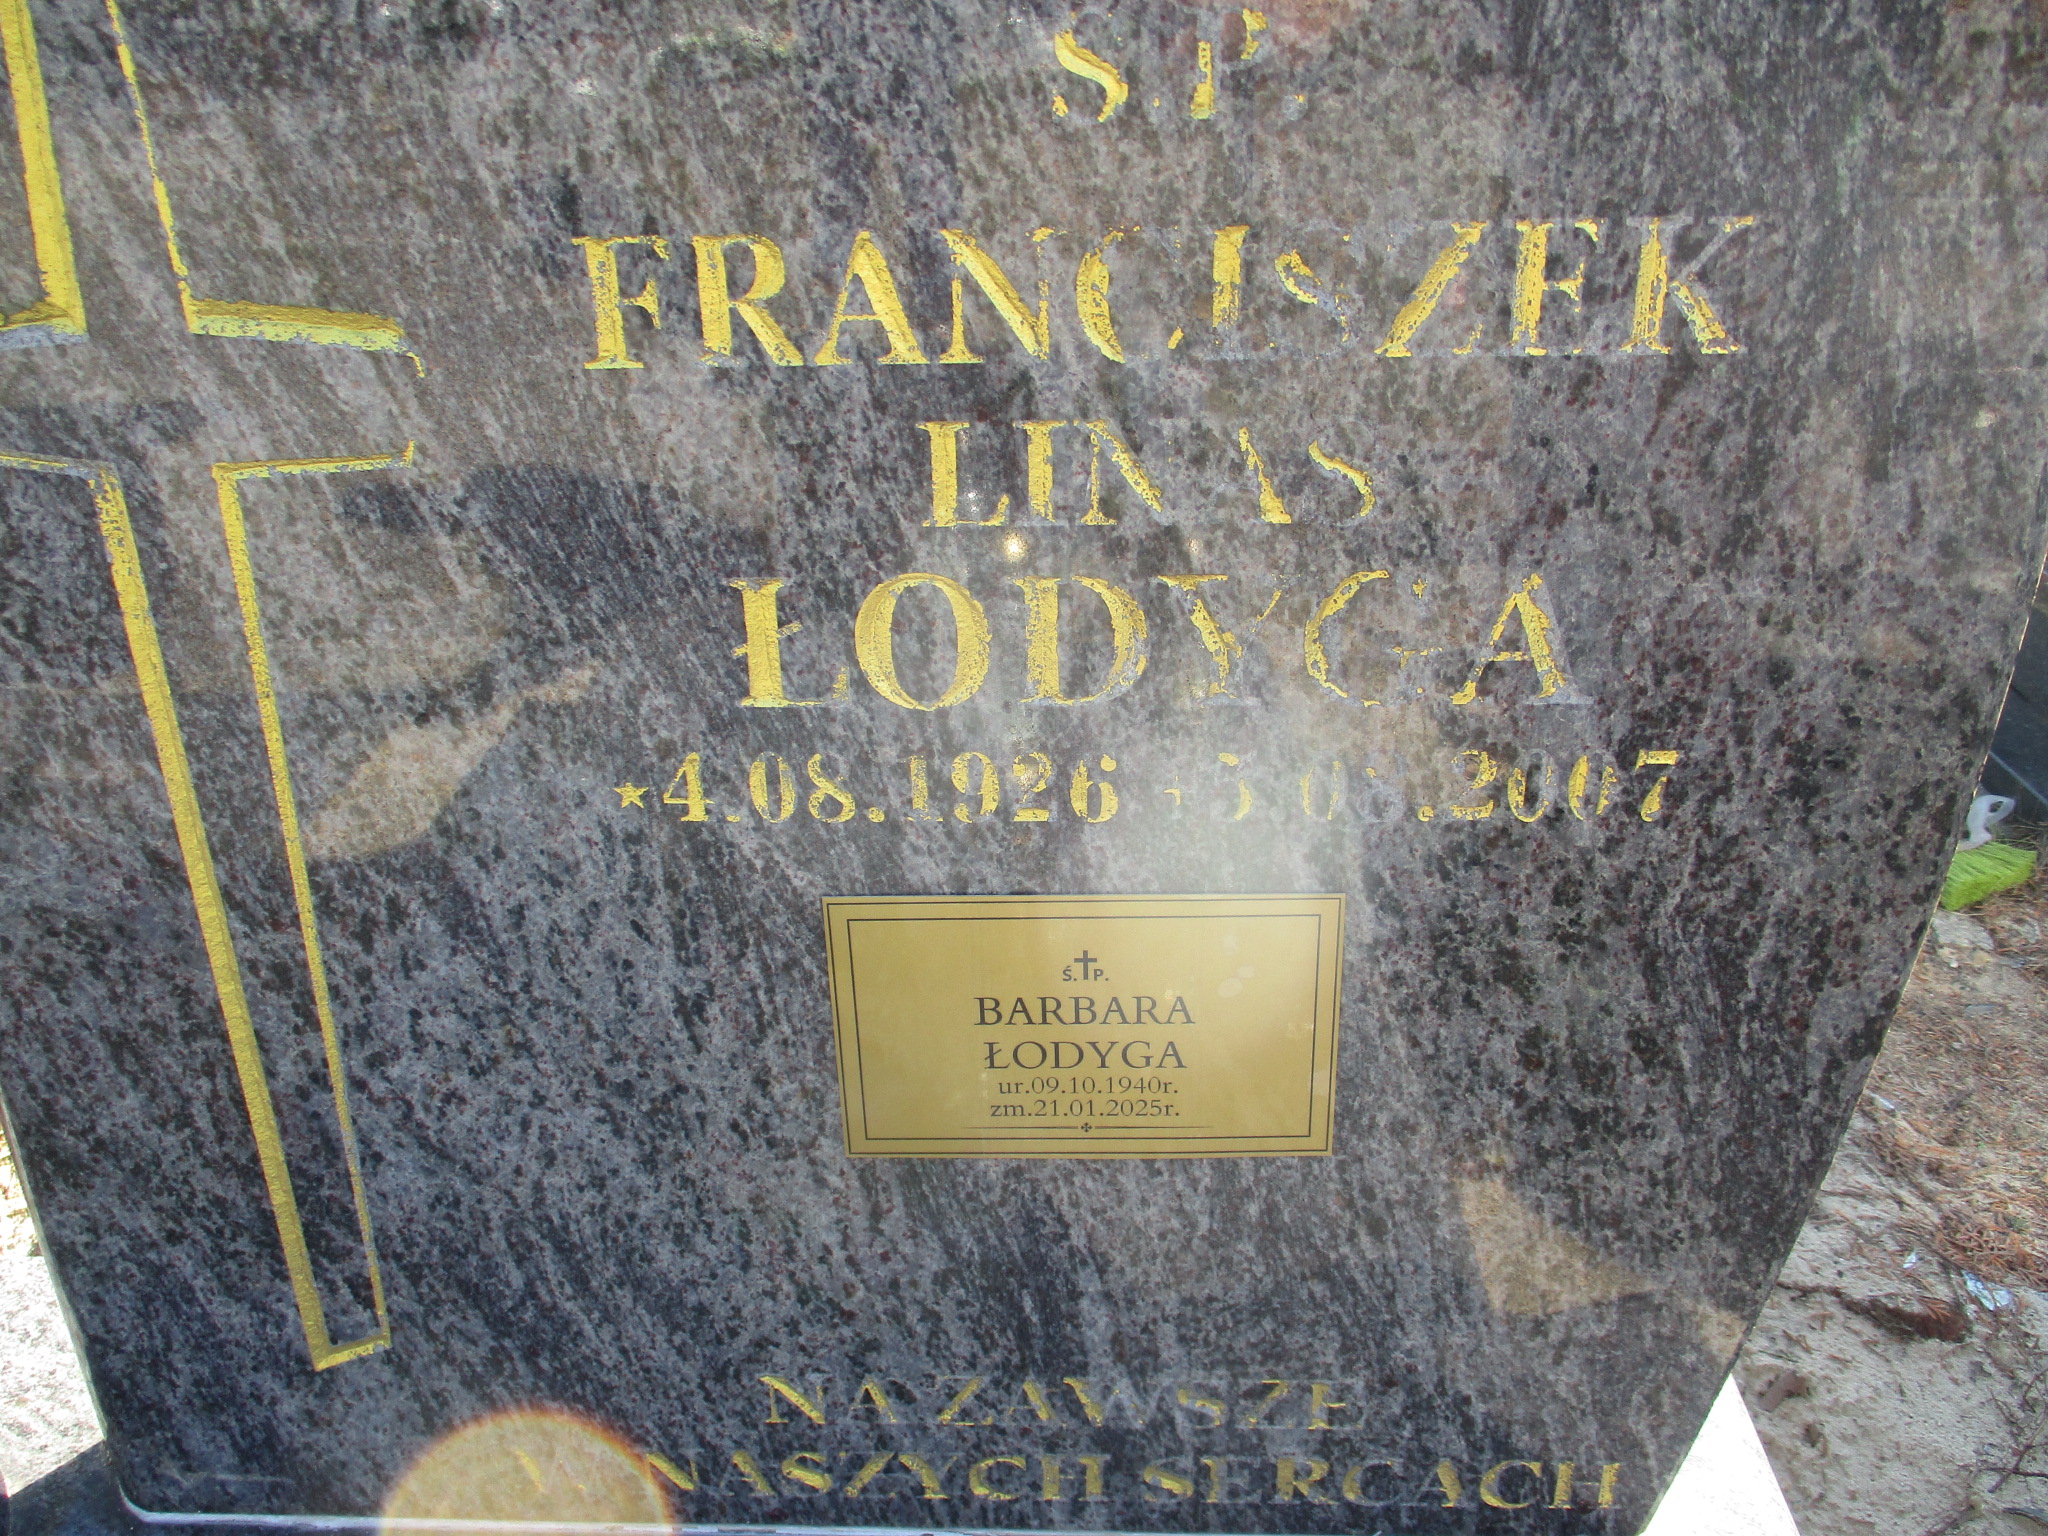 Ś.P.
FRANCISZEK
LINAS
ŁODYGA
*4.08.1926
Ś.P.
BARBARA
ŁODYGA
ur.09.10.1940r.
zm.21.01.2025r.
NA ZAWSZE
W NASZYCH SERCACH